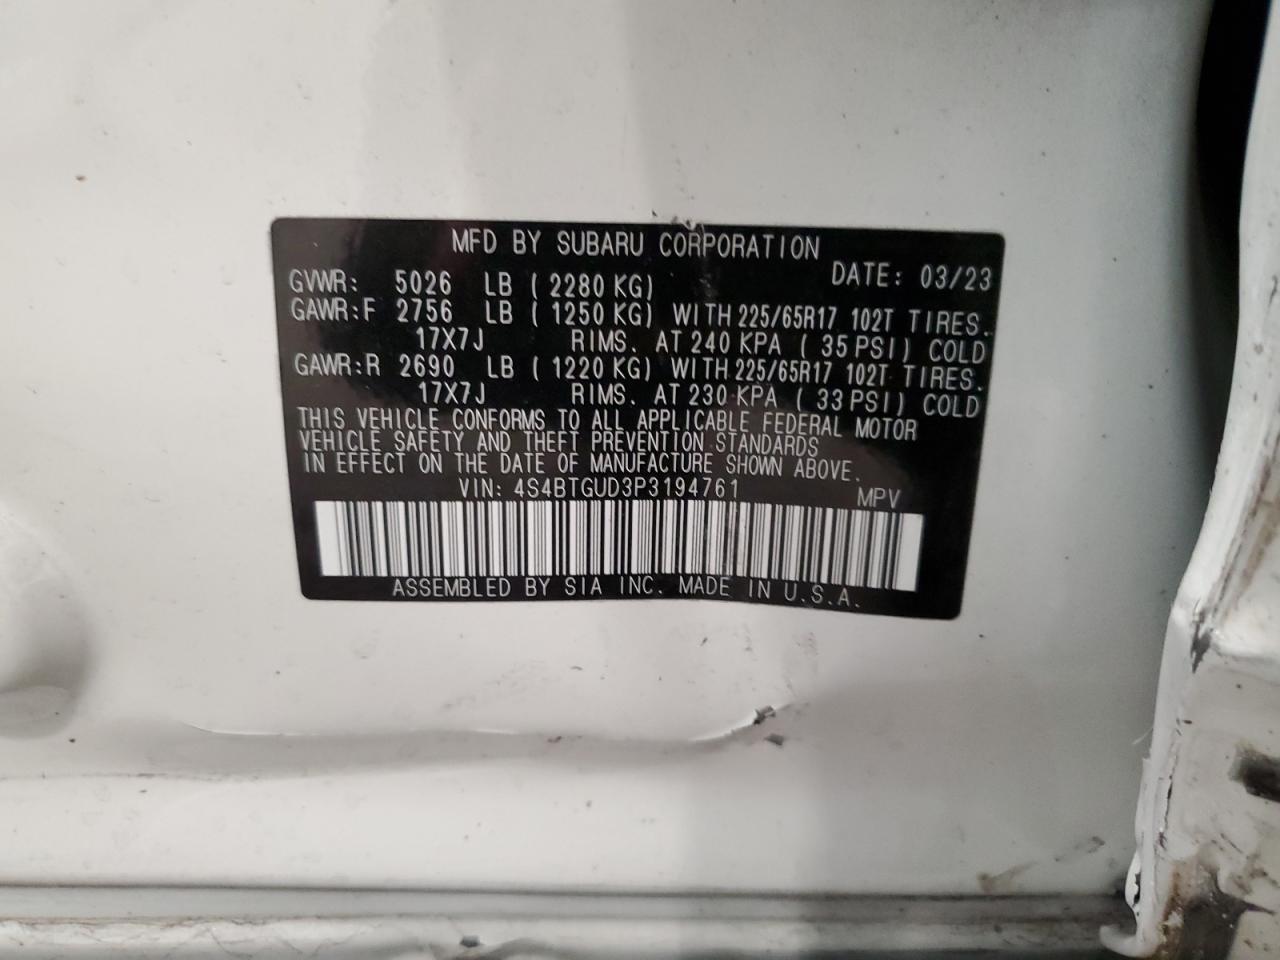 MFD BY SUBARU CORPORATION
DATE: 03/23
GVWR: 5026 LB ( 2280 KG)
GAWR:F 2756 LB ( 1250 KG) WITH 225/65R17 102T TIRES.
17X7J RIMS. AT 240 KPA ( 35 PSI) COLD
GAWR:R 2690 LB ( 1220 KG) WITH 225/65R17 102T TIRES.
17X7J RIMS. AT 230 KPA ( 33 PSI) COLD
THIS VEHICLE CONFORMS TO ALL APPLICABLE FEDERAL MOTOR
VEHICLE SAFETY AND THEFT PREVENTION STANDARDS
IN EFFECT ON THE DATE OF MANUFACTURE SHOWN ABOVE.
VIN: 4S4BTGUD3P3194761 MPV
ASSEMBLED BY SIA INC. MADE IN U.S.A.